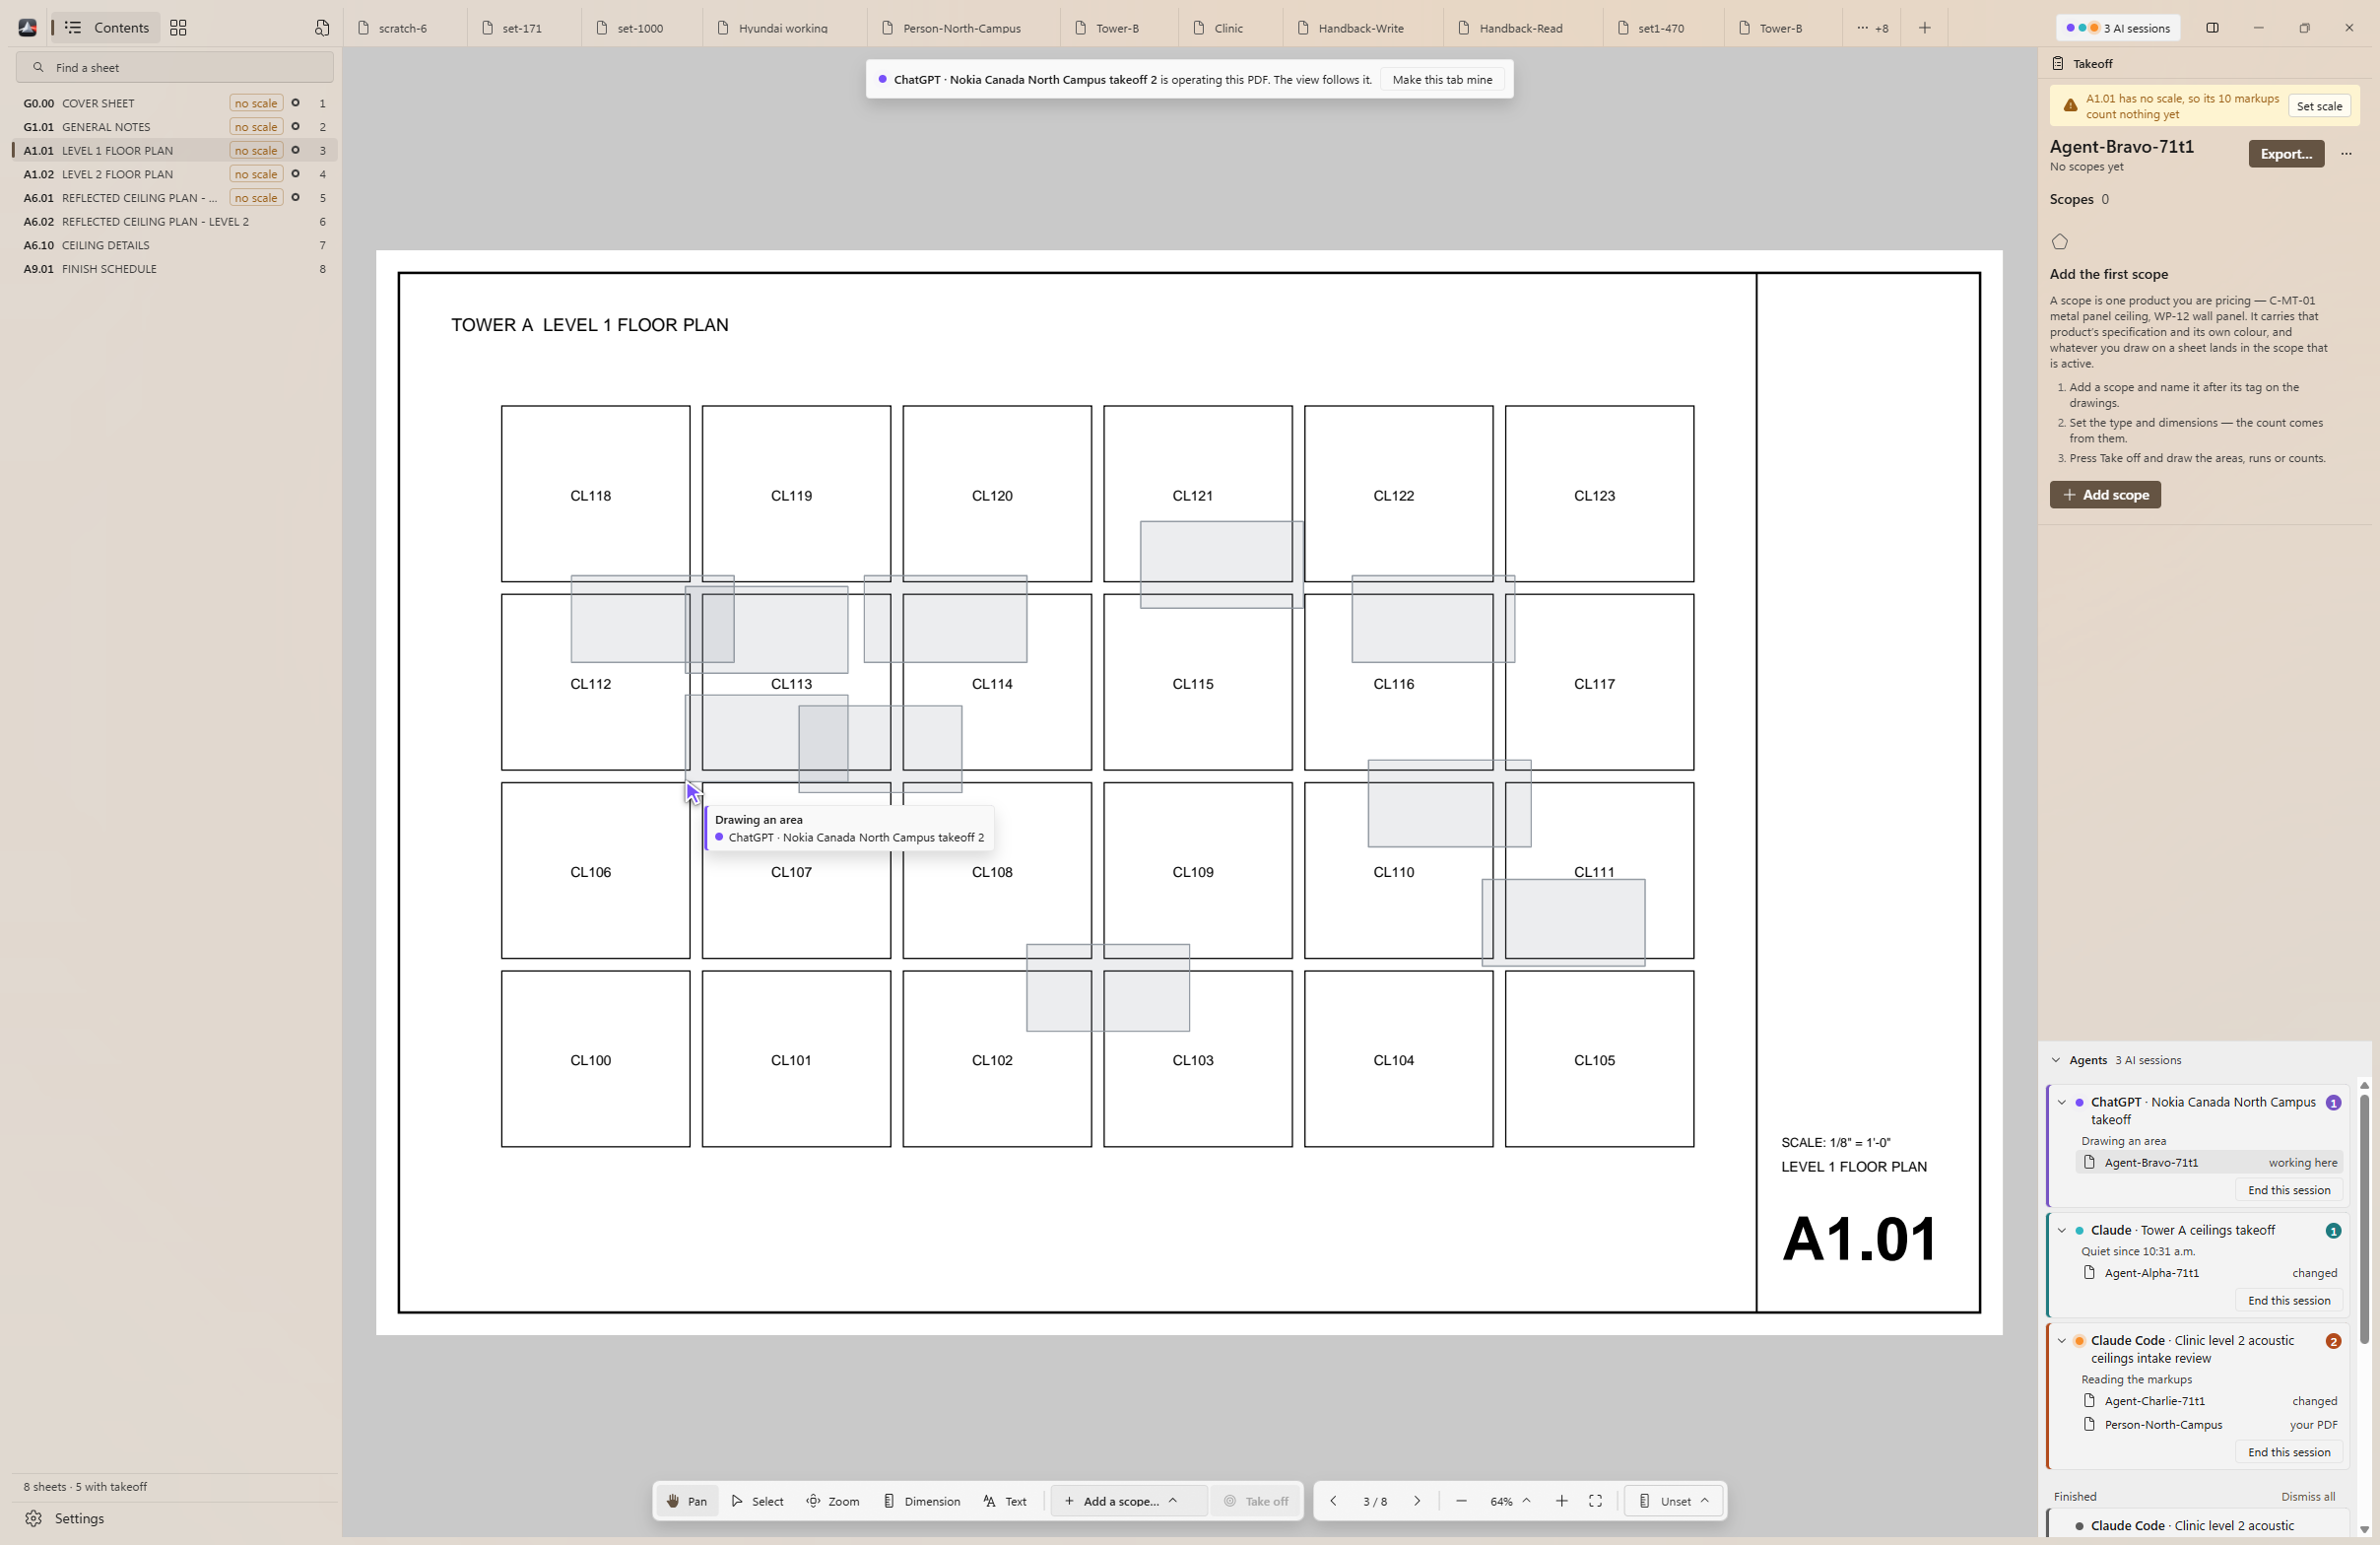 Contents
scratch-6
set-171
set-1000
Hyundai working
Person-North-Campus
Tower-B
Clinic
Handback-Write
Handback-Read
set1-470
Tower-B
··· +8
3 AI sessions
Find a sheet
G0.00 COVER SHEET no scale 1
G1.01 GENERAL NOTES no scale 2
A1.01 LEVEL 1 FLOOR PLAN no scale 3
A1.02 LEVEL 2 FLOOR PLAN no scale 4
A6.01 REFLECTED CEILING PLAN - ... no scale 5
A6.02 REFLECTED CEILING PLAN - LEVEL 2 6
A6.10 CEILING DETAILS 7
A9.01 FINISH SCHEDULE 8
8 sheets · 5 with takeoff
Settings
ChatGPT · Nokia Canada North Campus takeoff 2 is operating this PDF. The view follows it. Make this tab mine
TOWER A LEVEL 1 FLOOR PLAN
CL118 CL119 CL120 CL121 CL122 CL123
CL112 CL113 CL114 CL115 CL116 CL117
Drawing an area
ChatGPT · Nokia Canada North Campus takeoff 2
CL106 CL107 CL108 CL109 CL110 CL111
CL100 CL101 CL102 CL103 CL104 CL105
SCALE: 1/8" = 1'-0"
LEVEL 1 FLOOR PLAN
A1.01
Pan Select Zoom Dimension Text Add a scope... Take off
3 / 8 64% Unset
Takeoff
A1.01 has no scale, so its 10 markups
count nothing yet
Set scale
Agent-Bravo-71t1
No scopes yet
Export...
Scopes 0
Add the first scope
A scope is one product you are pricing — C-MT-01
metal panel ceiling, WP-12 wall panel. It carries that
product's specification and its own colour, and
whatever you draw on a sheet lands in the scope that
is active.
1. Add a scope and name it after its tag on the
drawings.
2. Set the type and dimensions — the count comes
from them.
3. Press Take off and draw the areas, runs or counts.
Add scope
Agents 3 AI sessions
ChatGPT · Nokia Canada North Campus 1
takeoff
Drawing an area
Agent-Bravo-71t1 working here
End this session
Claude · Tower A ceilings takeoff 1
Quiet since 10:31 a.m.
Agent-Alpha-71t1 changed
End this session
Claude Code · Clinic level 2 acoustic 2
ceilings intake review
Reading the markups
Agent-Charlie-71t1 changed
Person-North-Campus your PDF
End this session
Finished Dismiss all
Claude Code · Clinic level 2 acoustic